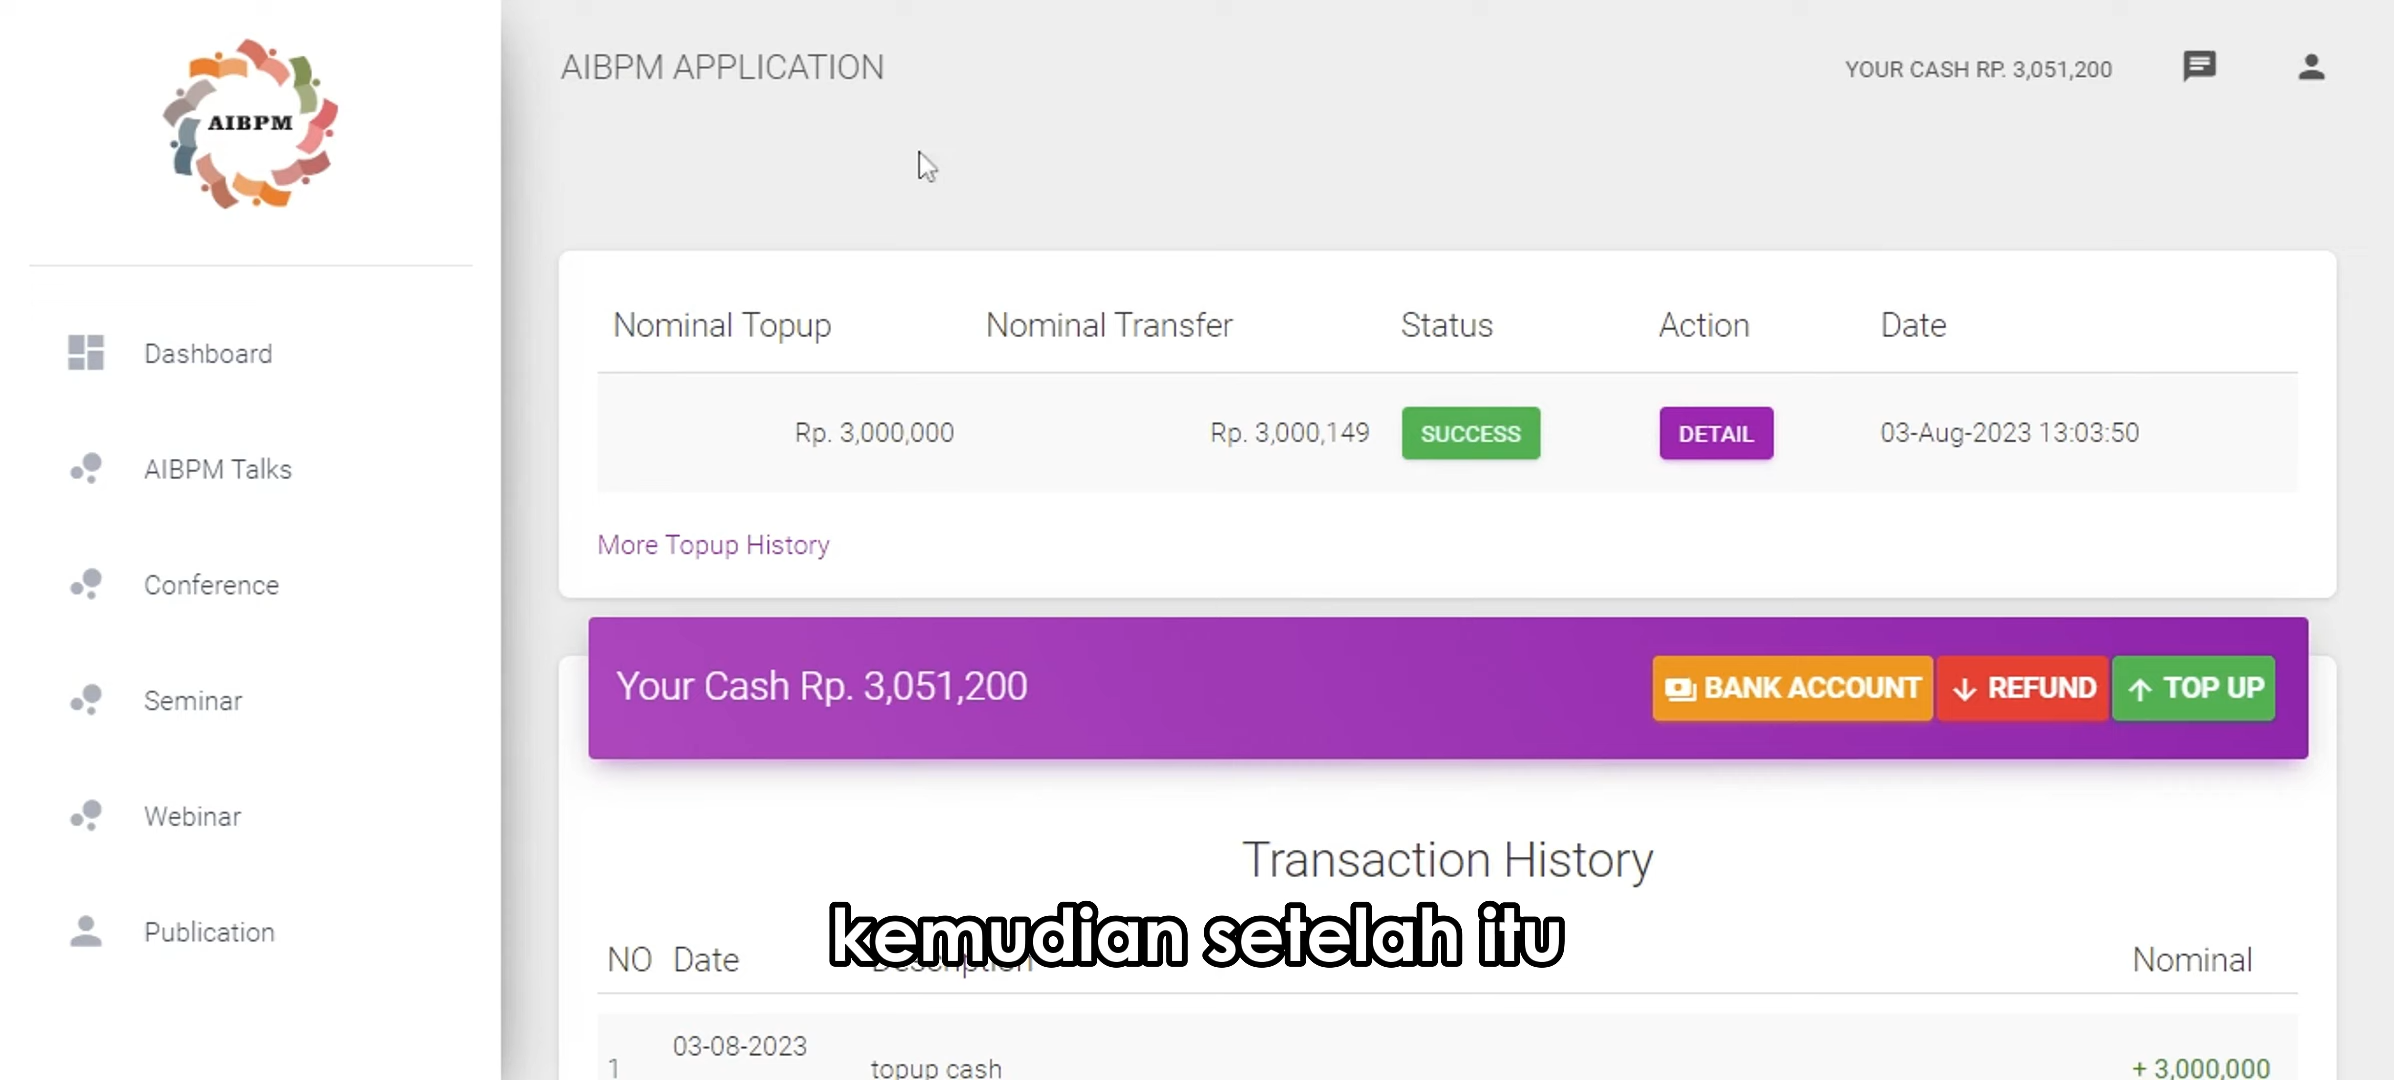 AIBPM
AIBPM APPLICATION
YOUR CASH RP. 3,051,200
Dashboard
AIBPM Talks
Conference
Seminar
Webinar
Publication
Nominal Topup Nominal Transfer Status Action Date
Rp. 3,000,000 Rp. 3,000,149 SUCCESS DETAIL 03-Aug-2023 13:03:50
More Topup History
Your Cash Rp. 3,051,200
BANK ACCOUNT REFUND TOP UP
Transaction History
NO Date Description Nominal
kemudian setelah itu
03-08-2023
1 topup cash + 3,000,000